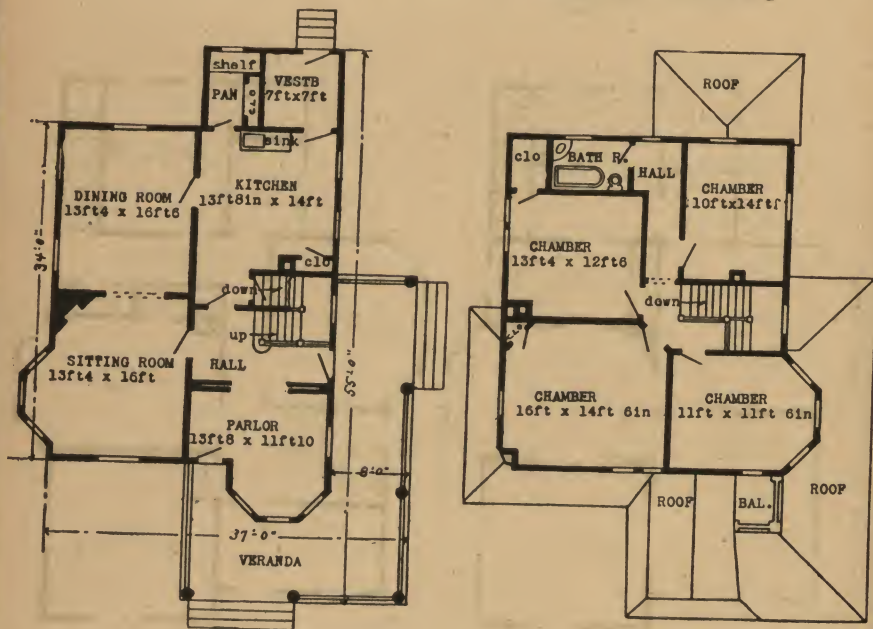 shelf
VESTB
7ftx7ft
PAN
CLO
sink
DINING ROOM
13ft4 x 16ft6
KITCHEN
13ft8in x 14ft
34'-0"
clo
down
up
SITTING ROOM
13ft4 x 16ft
HALL
55'-0"
PARLOR
13ft8 x 11ft10
8'-0"
37'-0"
VERANDA
ROOF
clo
BATH R.
HALL
CHAMBER
10ftx14ft
CHAMBER
13ft4 x 12ft6
down
CLO
CHAMBER
16ft x 14ft 6in
CHAMBER
11ft x 11ft 6in
ROOF
BAL.
ROOF